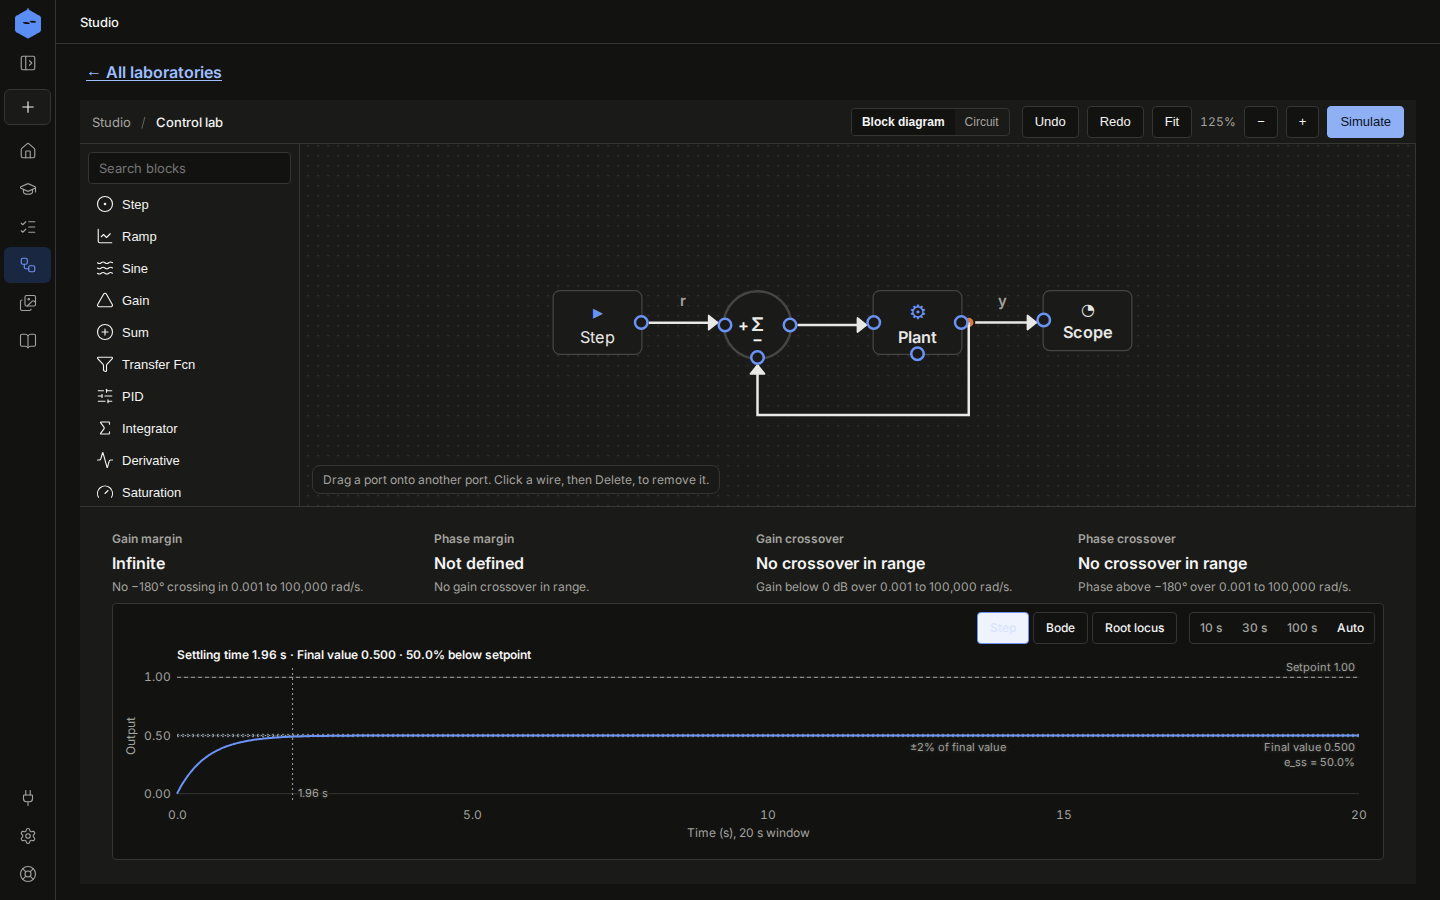 Studio
← All laboratories
Studio / Control lab
Block diagram Circuit Undo Redo Fit 125% − + Simulate
Search blocks
Step
Ramp
Sine
Gain
Sum
Transfer Fcn
PID
Integrator
Derivative
Saturation
r
y
Step
+ Σ
−
Plant
Scope
Drag a port onto another port. Click a wire, then Delete, to remove it.
Gain margin
Infinite
No −180° crossing in 0.001 to 100,000 rad/s.
Phase margin
Not defined
No gain crossover in range.
Gain crossover
No crossover in range
Gain below 0 dB over 0.001 to 100,000 rad/s.
Phase crossover
No crossover in range
Phase above −180° over 0.001 to 100,000 rad/s.
Step Bode Root locus 10 s 30 s 100 s Auto
Settling time 1.96 s · Final value 0.500 · 50.0% below setpoint
Setpoint 1.00
1.00
0.50
0.00
Output
±2% of final value
Final value 0.500
e_ss = 50.0%
1.96 s
0.0 5.0 10 15 20
Time (s), 20 s window